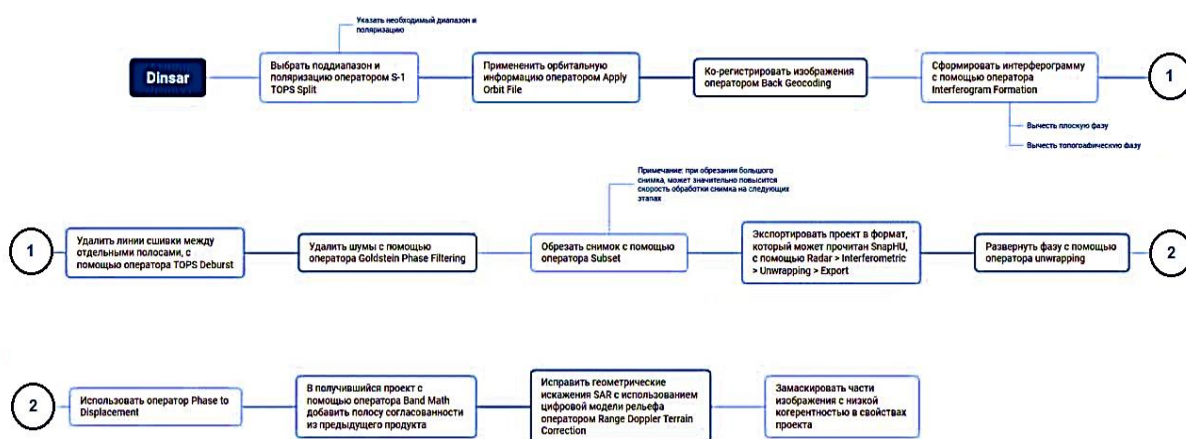 Указать необходимый диапазон и
поляризацию
Dinsar
Выбрать поддиапазон и
поляризацию оператором S-1
TOPS Split
Примененить орбитальную
информацию оператором Apply
Orbit File
Ко-регистрировать изображения
оператором Back Geocoding
Сформировать интерферограмму
с помощью оператора
Interferogram Formation
1
Вычесть плоскую фазу
Вычесть топографическую фазу
Примечание: при обрезания большого
снимка, может значительно повысится
скорость обработки снимка на следующих
этапах
1
Удалить линии сшивки между
отдельными полосами, с
помощью оператора TOPS Deburst
Удалить шумы с помощью
оператора Goldstein Phase Filtering
Обрезать снимок с помощью
оператора Subset
Экспортировать проект в формат,
который может прочитан SnapHU,
с помощью Radar > Interferometric
> Unwrapping > Export
Развернуть фазу с помощью
оператора unwrapping
2
2
Использовать оператор Phase to
Displacement
В получившийся проект с
помощью оператора Band Math
добавить полосу согласованности
из предыдущего продукта
Исправить геометрические
искажения SAR с использованием
цифровой модели рельефа
оператором Range Doppler Terrain
Correction
Замаскировать части
изображения с низкой
когерентностью в свойствах
проекта